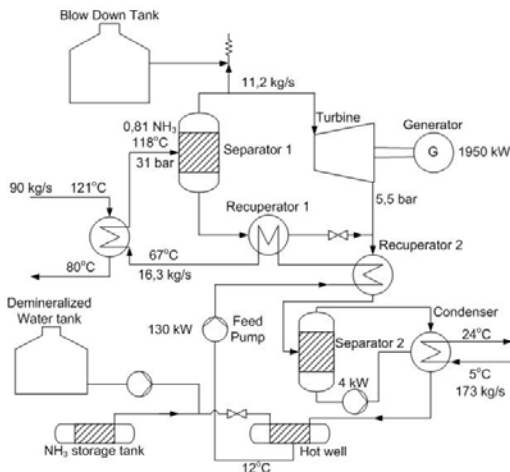 Blow Down Tank
11,2 kg/s
Turbine
Generator
G
1950 kW
0,81 NH₃
118°C
31 bar
Separator 1
90 kg/s
121°C
Recuperator 1
5,5 bar
67°C
16,3 kg/s
Recuperator 2
80°C
Demineralized
Water tank
130 kW
Feed
Pump
Condenser
24°C
Separator 2
5°C
173 kg/s
4 kW
NH₃ storage tank
Hot well
12°C